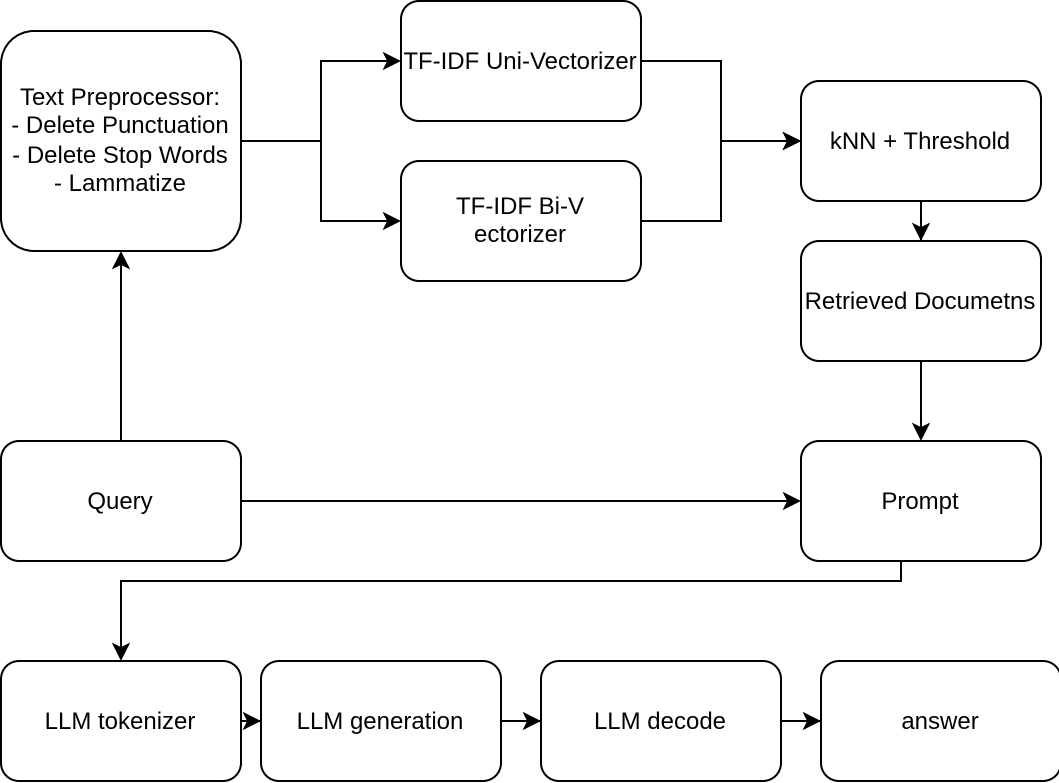 Text Preprocessor:
- Delete Punctuation
- Delete Stop Words
- Lammatize
TF-IDF Uni-Vectorizer
TF-IDF Bi-V
ectorizer
kNN + Threshold
Retrieved Documetns
Query
Prompt
LLM tokenizer
LLM generation
LLM decode
answer